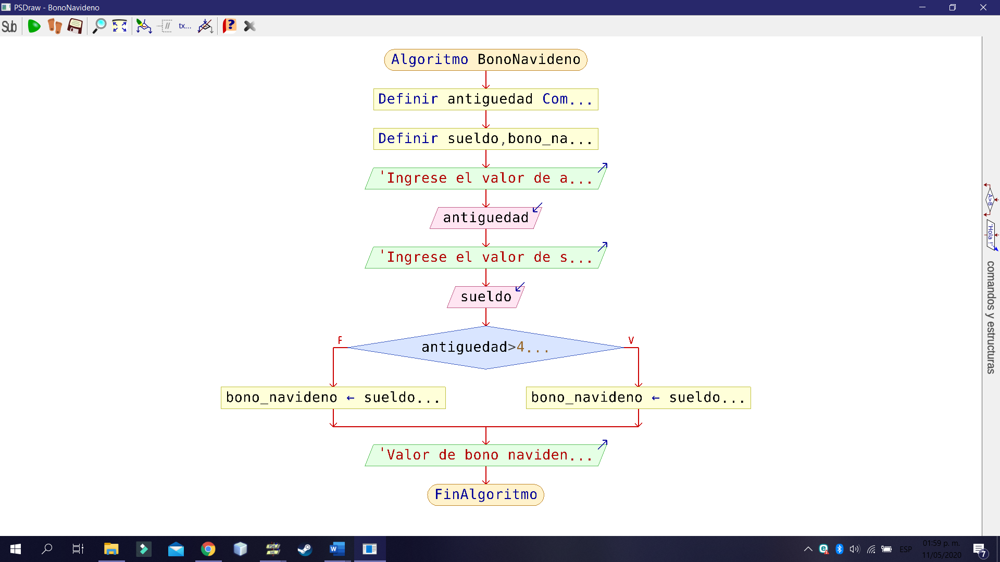 PSDraw - BonoNavideno
Sub
tx...
Algoritmo BonoNavideno
Definir antiguedad Com...
Definir sueldo,bono_na...
'Ingrese el valor de a...
antiguedad
'Ingrese el valor de s...
sueldo
F
antiguedad>4...
V
bono_navideno ← sueldo...
bono_navideno ← sueldo...
'Valor de bono naviden...
FinAlgoritmo
A>B
'Hola !'
comandos y estructuras
ESP
01:59 p. m.
11/05/2020
7